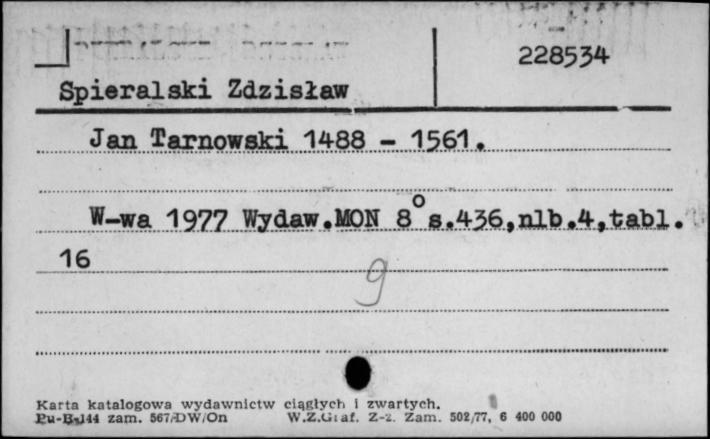 228534
Spieralski Zdzisław
Jan Tarnowski 1488 - 1561.
W-wa 1977 Wydaw.MON 8° s.436,nlb.4,tabl.
16
9
Karta katalogowa wydawnictw ciągłych i zwartych.
Pu-B-144 zam. 567/DW/On W.Z.Graf. Z-z. Zam. 502/77. 6 400 000